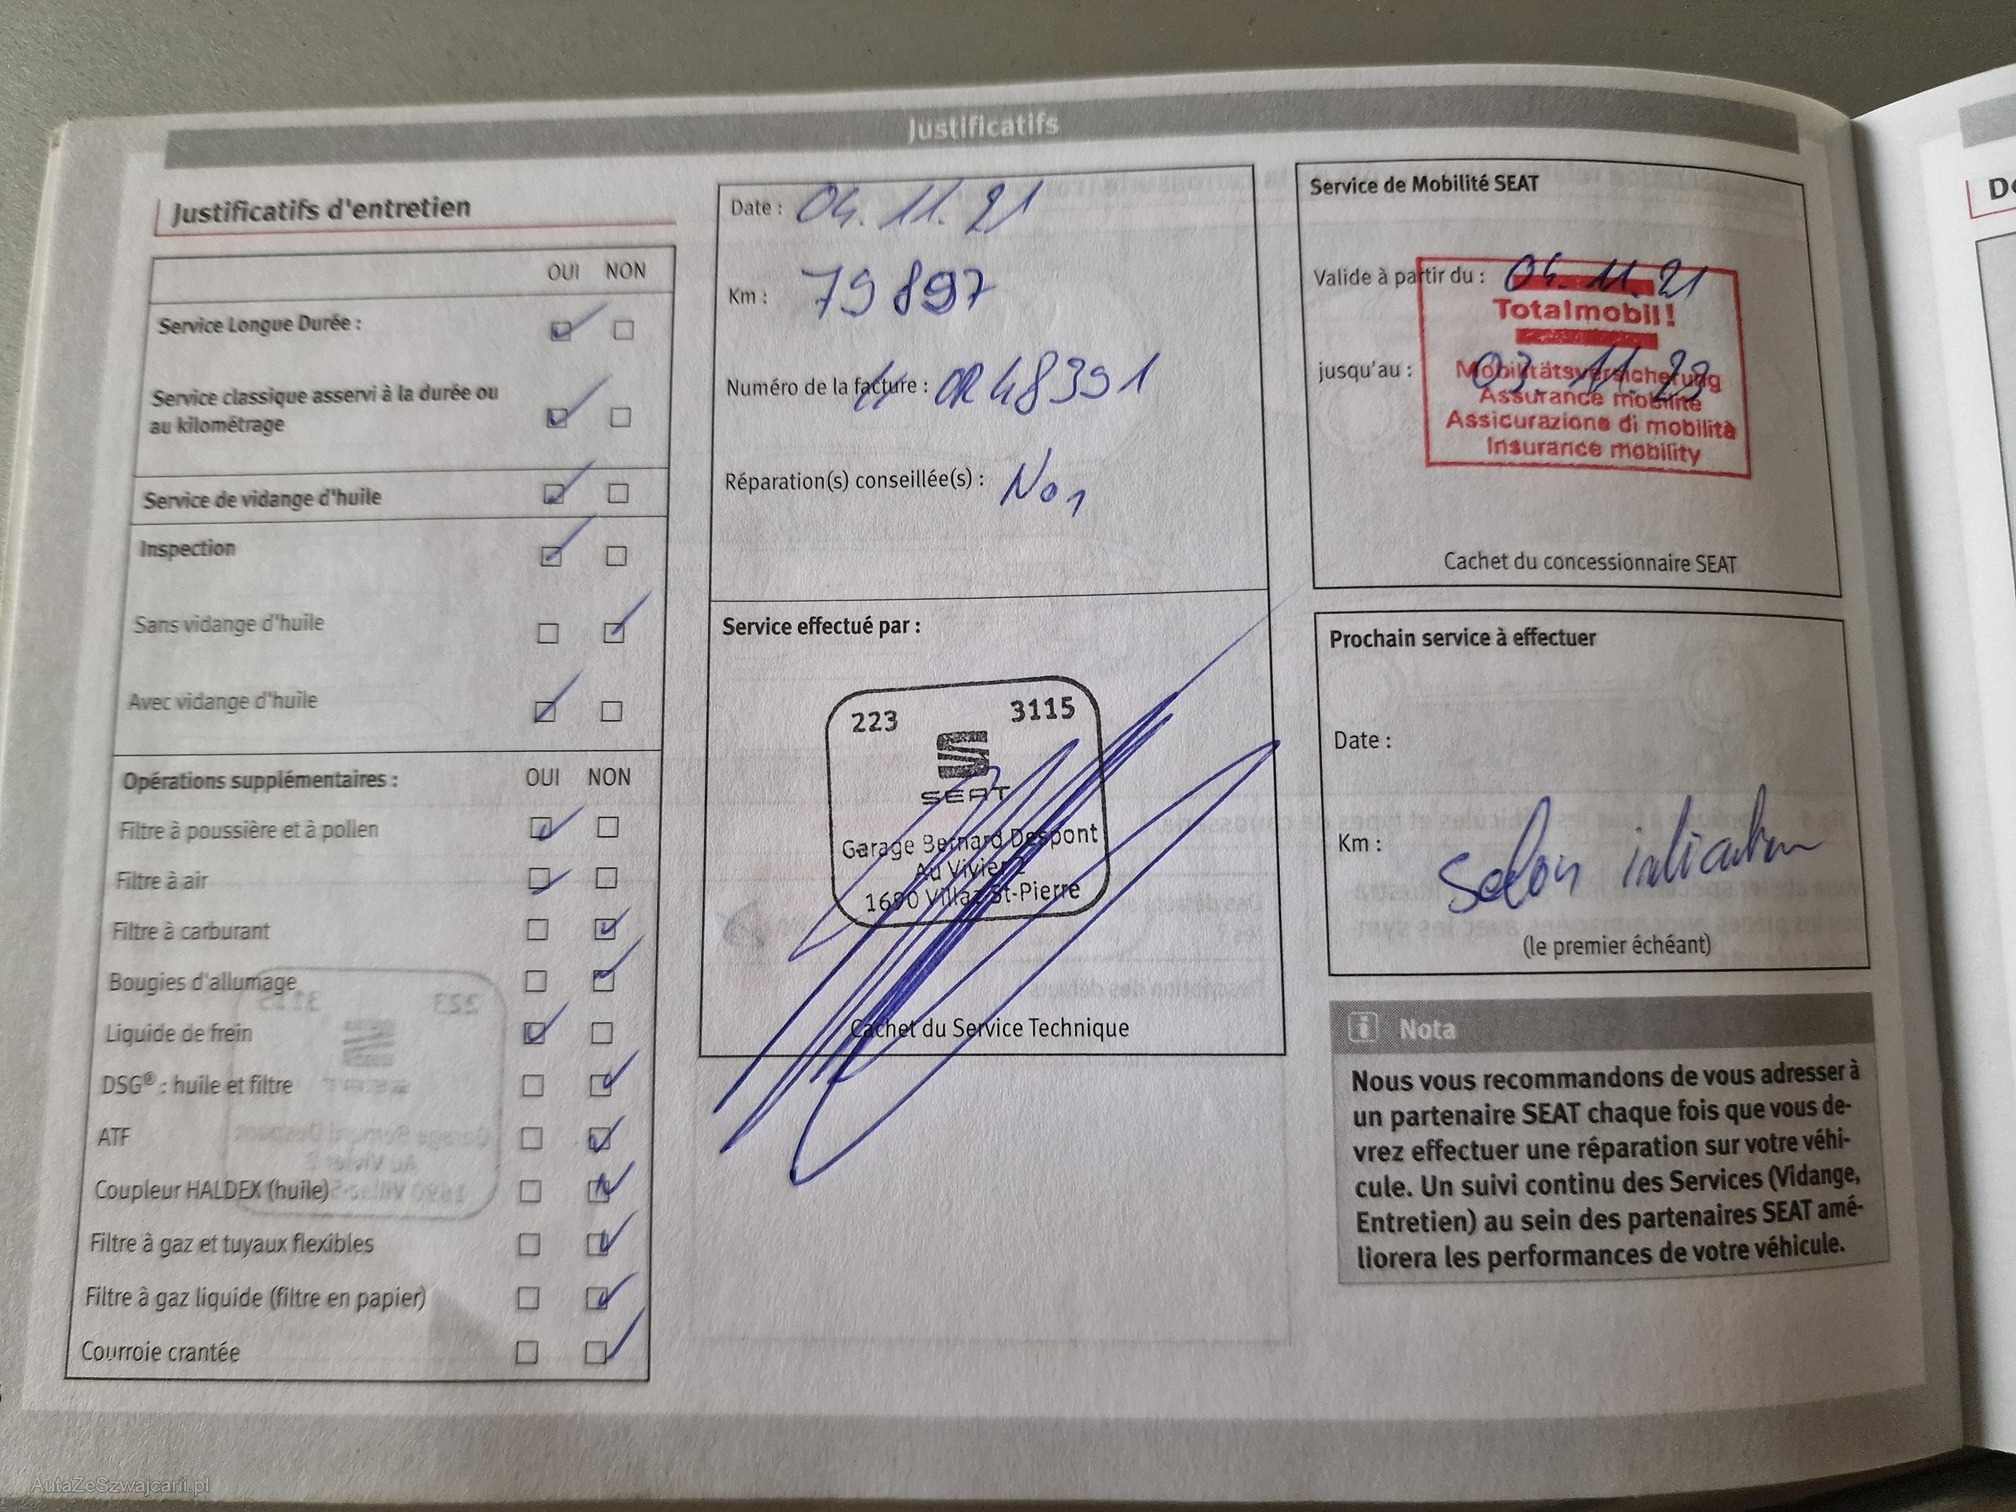 Justificatifs
Justificatifs d'entretien
OUI NON
Service Longue Durée :
Service classique asservi à la durée ou
au kilométrage
Service de vidange d'huile
Inspection
Sans vidange d'huile
Avec vidange d'huile
Opérations supplémentaires : OUI NON
Filtre à poussière et à pollen
Filtre à air
Filtre à carburant
Bougies d'allumage
Liquide de frein
DSG® : huile et filtre
ATF
Coupleur HALDEX (huile)
Filtre à gaz et tuyaux flexibles
Filtre à gaz liquide (filtre en papier)
Courroie crantée
Date : 04.11.21
Km : 79897
Numéro de la facture : OR48391
Réparation(s) conseillée(s) : Non
Service effectué par :
223 3115
SEAT
Garage Bernard Despont
Au Vivier 2
1690 Villaz-St-Pierre
Cachet du Service Technique
Service de Mobilité SEAT
Valide à partir du : 04.11.21
Totalmobil!
jusqu'au : 03.11.23
Mobilitätsversicherung
Assurance mobilité
Assicurazione di mobilità
Insurance mobility
Cachet du concessionnaire SEAT
Prochain service à effectuer
Date :
Km : Selon indication
(le premier échéant)
i Nota
Nous vous recommandons de vous adresser à
un partenaire SEAT chaque fois que vous de-
vrez effectuer une réparation sur votre véhi-
cule. Un suivi continu des Services (Vidange,
Entretien) au sein des partenaires SEAT amé-
liorera les performances de votre véhicule.
AutaZeSzwajcarii.pl